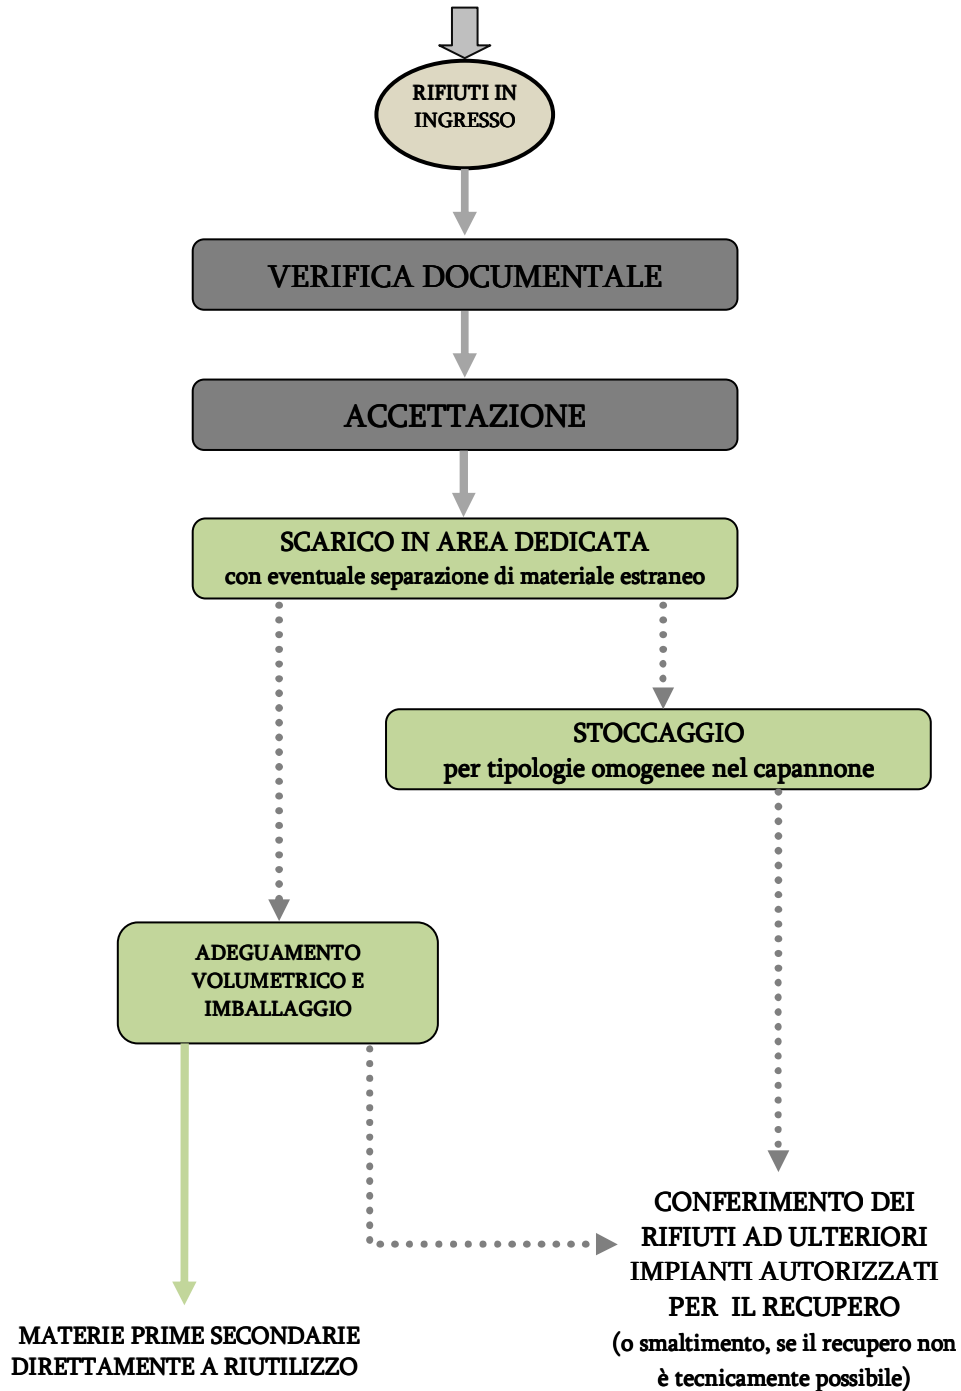 RIFIUTI IN
INGRESSO
VERIFICA DOCUMENTALE
ACCETTAZIONE
SCARICO IN AREA DEDICATA
con eventuale separazione di materiale estraneo
STOCCAGGIO
per tipologie omogenee nel capannone
ADEGUAMENTO
VOLUMETRICO E
IMBALLAGGIO
CONFERIMENTO DEI
RIFIUTI AD ULTERIORI
IMPIANTI AUTORIZZATI
PER IL RECUPERO
(o smaltimento, se il recupero non
è tecnicamente possibile)
MATERIE PRIME SECONDARIE
DIRETTAMENTE A RIUTILIZZO